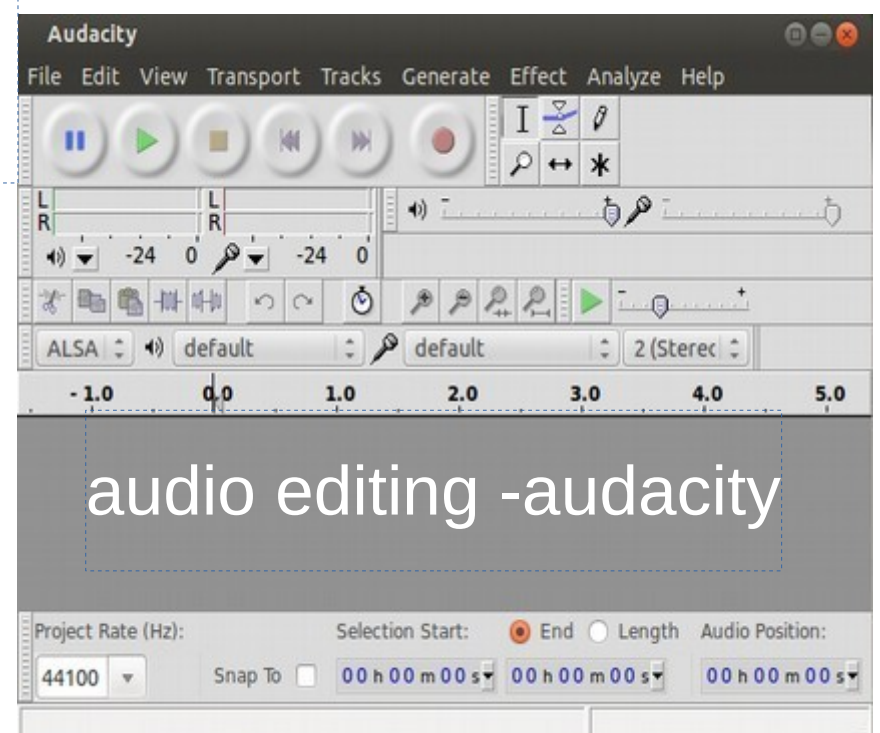 Audacity
File Edit View Transport Tracks Generate Effect Analyze Help
L L
R R
-24 0 -24 0
- +
ALSA default default 2 (Sterec
- 1.0 0.0 1.0 2.0 3.0 4.0 5.0
audio editing -audacity
Project Rate (Hz): Selection Start: End Length Audio Position:
44100 Snap To 00 h 00 m 00 s 00 h 00 m 00 s 00 h 00 m 00 s